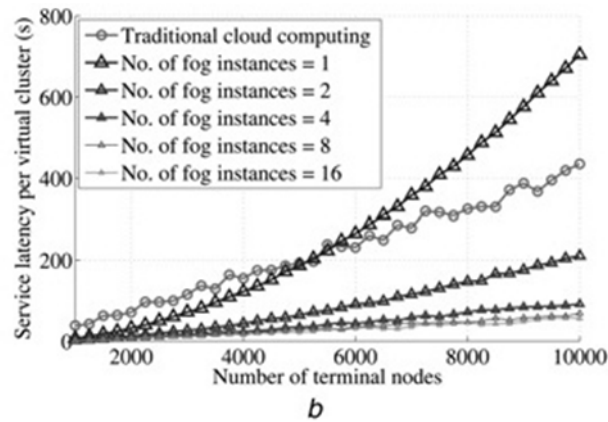 Service latency per virtual cluster (s)
800
600
400
200
0
Traditional cloud computing
No. of fog instances = 1
No. of fog instances = 2
No. of fog instances = 4
No. of fog instances = 8
No. of fog instances = 16
2000 4000 6000 8000 10000
Number of terminal nodes
b